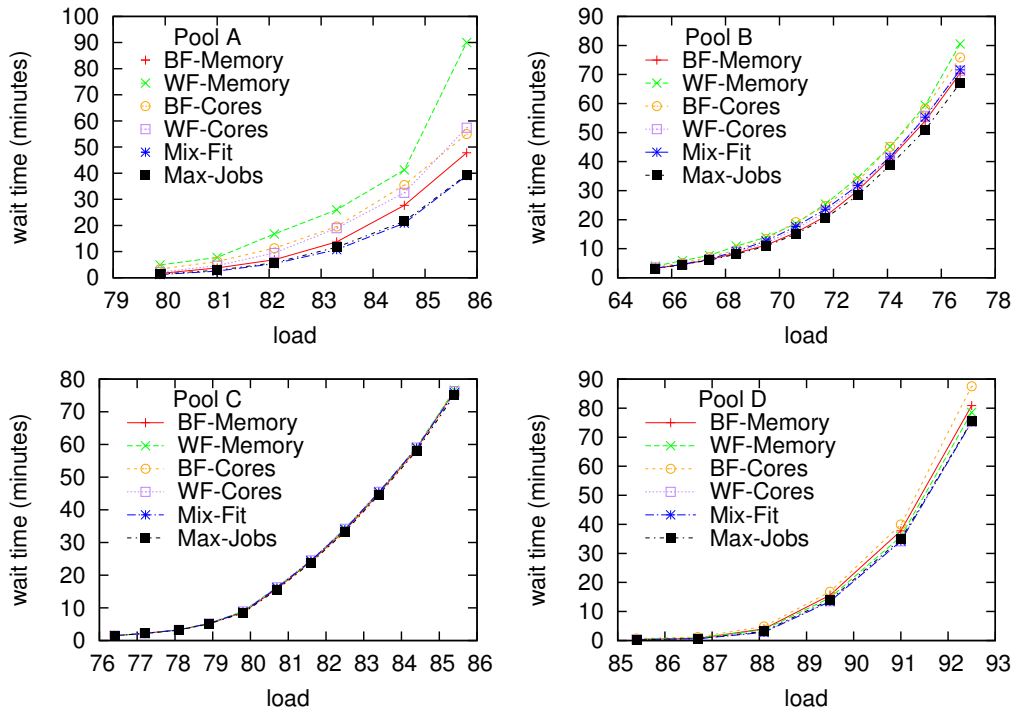 Pool A
BF-Memory
WF-Memory
BF-Cores
WF-Cores
Mix-Fit
Max-Jobs
wait time (minutes)
100
90
80
70
60
50
40
30
20
10
0
79 80 81 82 83 84 85 86
load
Pool B
BF-Memory
WF-Memory
BF-Cores
WF-Cores
Mix-Fit
Max-Jobs
wait time (minutes)
90
80
70
60
50
40
30
20
10
0
64 66 68 70 72 74 76 78
load
Pool C
BF-Memory
WF-Memory
BF-Cores
WF-Cores
Mix-Fit
Max-Jobs
wait time (minutes)
80
70
60
50
40
30
20
10
0
76 77 78 79 80 81 82 83 84 85 86
load
Pool D
BF-Memory
WF-Memory
BF-Cores
WF-Cores
Mix-Fit
Max-Jobs
wait time (minutes)
90
80
70
60
50
40
30
20
10
0
85 86 87 88 89 90 91 92 93
load